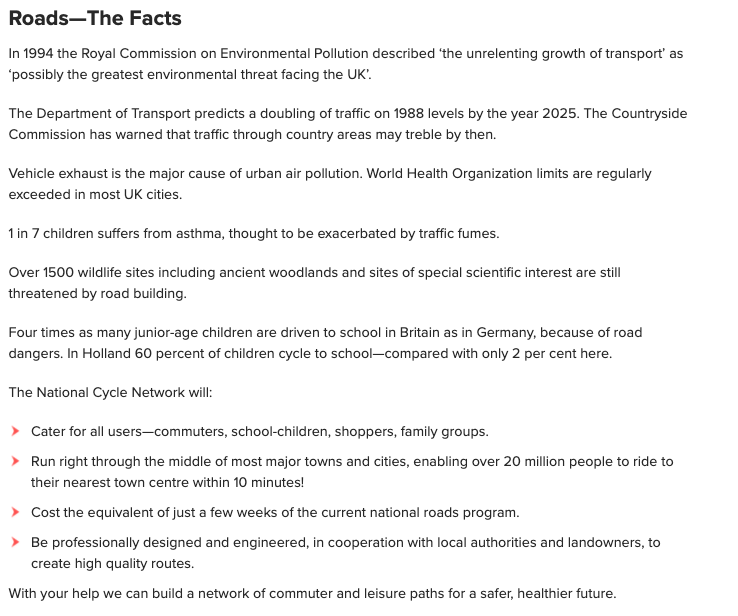 Roads—The Facts
In 1994 the Royal Commission on Environmental Pollution described ‘the unrelenting growth of transport’ as
‘possibly the greatest environmental threat facing the UK’.
The Department of Transport predicts a doubling of traffic on 1988 levels by the year 2025. The Countryside
Commission has warned that traffic through country areas may treble by then.
Vehicle exhaust is the major cause of urban air pollution. World Health Organization limits are regularly
exceeded in most UK cities.
1 in 7 children suffers from asthma, thought to be exacerbated by traffic fumes.
Over 1500 wildlife sites including ancient woodlands and sites of special scientific interest are still
threatened by road building.
Four times as many junior-age children are driven to school in Britain as in Germany, because of road
dangers. In Holland 60 percent of children cycle to school—compared with only 2 per cent here.
The National Cycle Network will:
Cater for all users—commuters, school-children, shoppers, family groups.
Run right through the middle of most major towns and cities, enabling over 20 million people to ride to
their nearest town centre within 10 minutes!
Cost the equivalent of just a few weeks of the current national roads program.
Be professionally designed and engineered, in cooperation with local authorities and landowners, to
create high quality routes.
With your help we can build a network of commuter and leisure paths for a safer, healthier future.